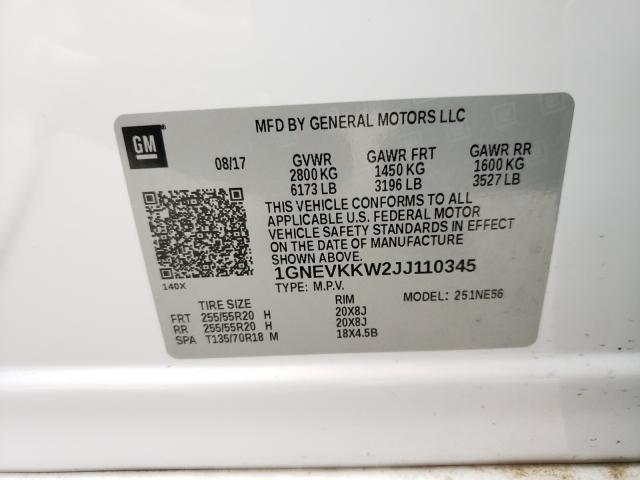 GM
MFD BY GENERAL MOTORS LLC
08/17 GVWR GAWR FRT GAWR RR
2800 KG 1450 KG 1600 KG
6173 LB 3196 LB 3527 LB
THIS VEHICLE CONFORMS TO ALL
APPLICABLE U.S. FEDERAL MOTOR
VEHICLE SAFETY STANDARDS IN EFFECT
ON THE DATE OF MANUFACTURE
SHOWN ABOVE.
140X
1GNEVKKW2JJ110345
TYPE: M.P.V. MODEL: 251NE56
TIRE SIZE RIM
FRT 255/55R20 H 20X8J
RR 255/55R20 H 20X8J
SPA T135/70R18 M 18X4.5B